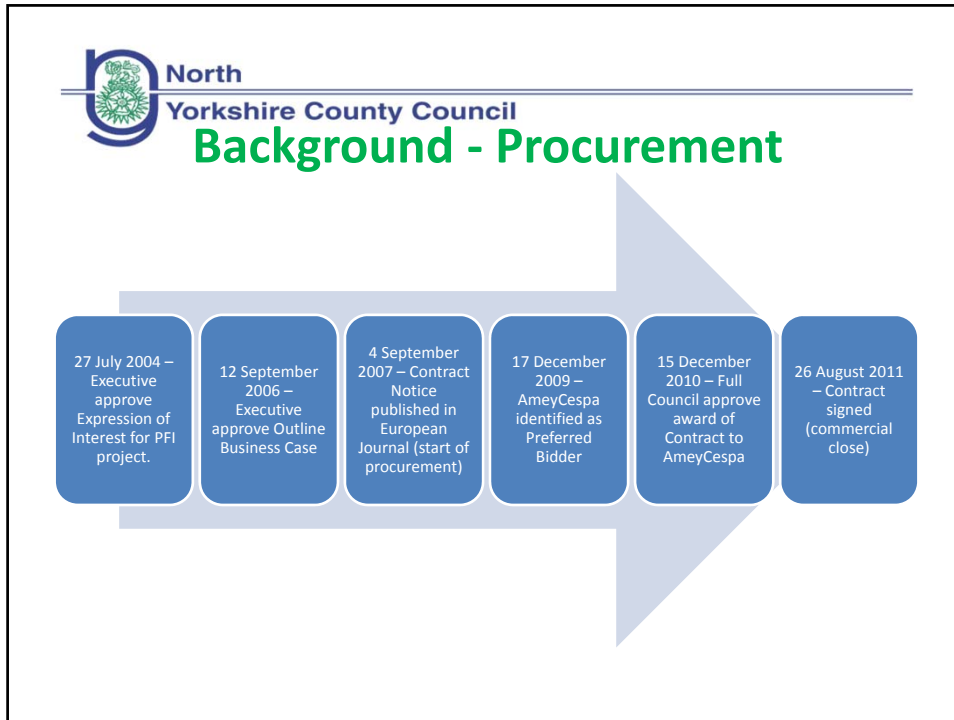 North
Yorkshire County Council
Background - Procurement
27 July 2004 –
Executive
approve
Expression of
Interest for PFI
project.
12 September
2006 –
Executive
approve Outline
Business Case
4 September
2007 – Contract
Notice
published in
European
Journal (start of
procurement)
17 December
2009 –
AmeyCespa
identified as
Preferred
Bidder
15 December
2010 – Full
Council approve
award of
Contract to
AmeyCespa
26 August 2011
– Contract
signed
(commercial
close)